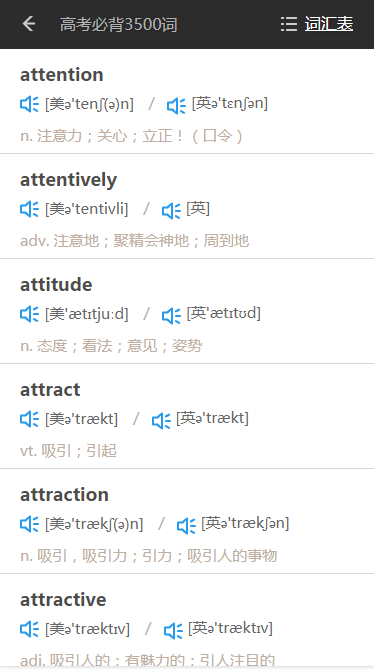 高考必背3500词
词汇表
attention
[美ə'tenʃ(ə)n] / [英ə'tɛnʃən]
n. 注意力；关心；立正！（口令）
attentively
[美ə'tentivli] / [英]
adv. 注意地；聚精会神地；周到地
attitude
[美'ætɪtjuːd] / [英'ætɪtʊd]
n. 态度；看法；意见；姿势
attract
[美ə'trækt] / [英ə'trækt]
vt. 吸引；引起
attraction
[美ə'trækʃ(ə)n] / [英ə'trækʃən]
n. 吸引，吸引力；引力；吸引人的事物
attractive
[美ə'træktɪv] / [英ə'træktɪv]
adj. 吸引人的；有魅力的；引人注目的